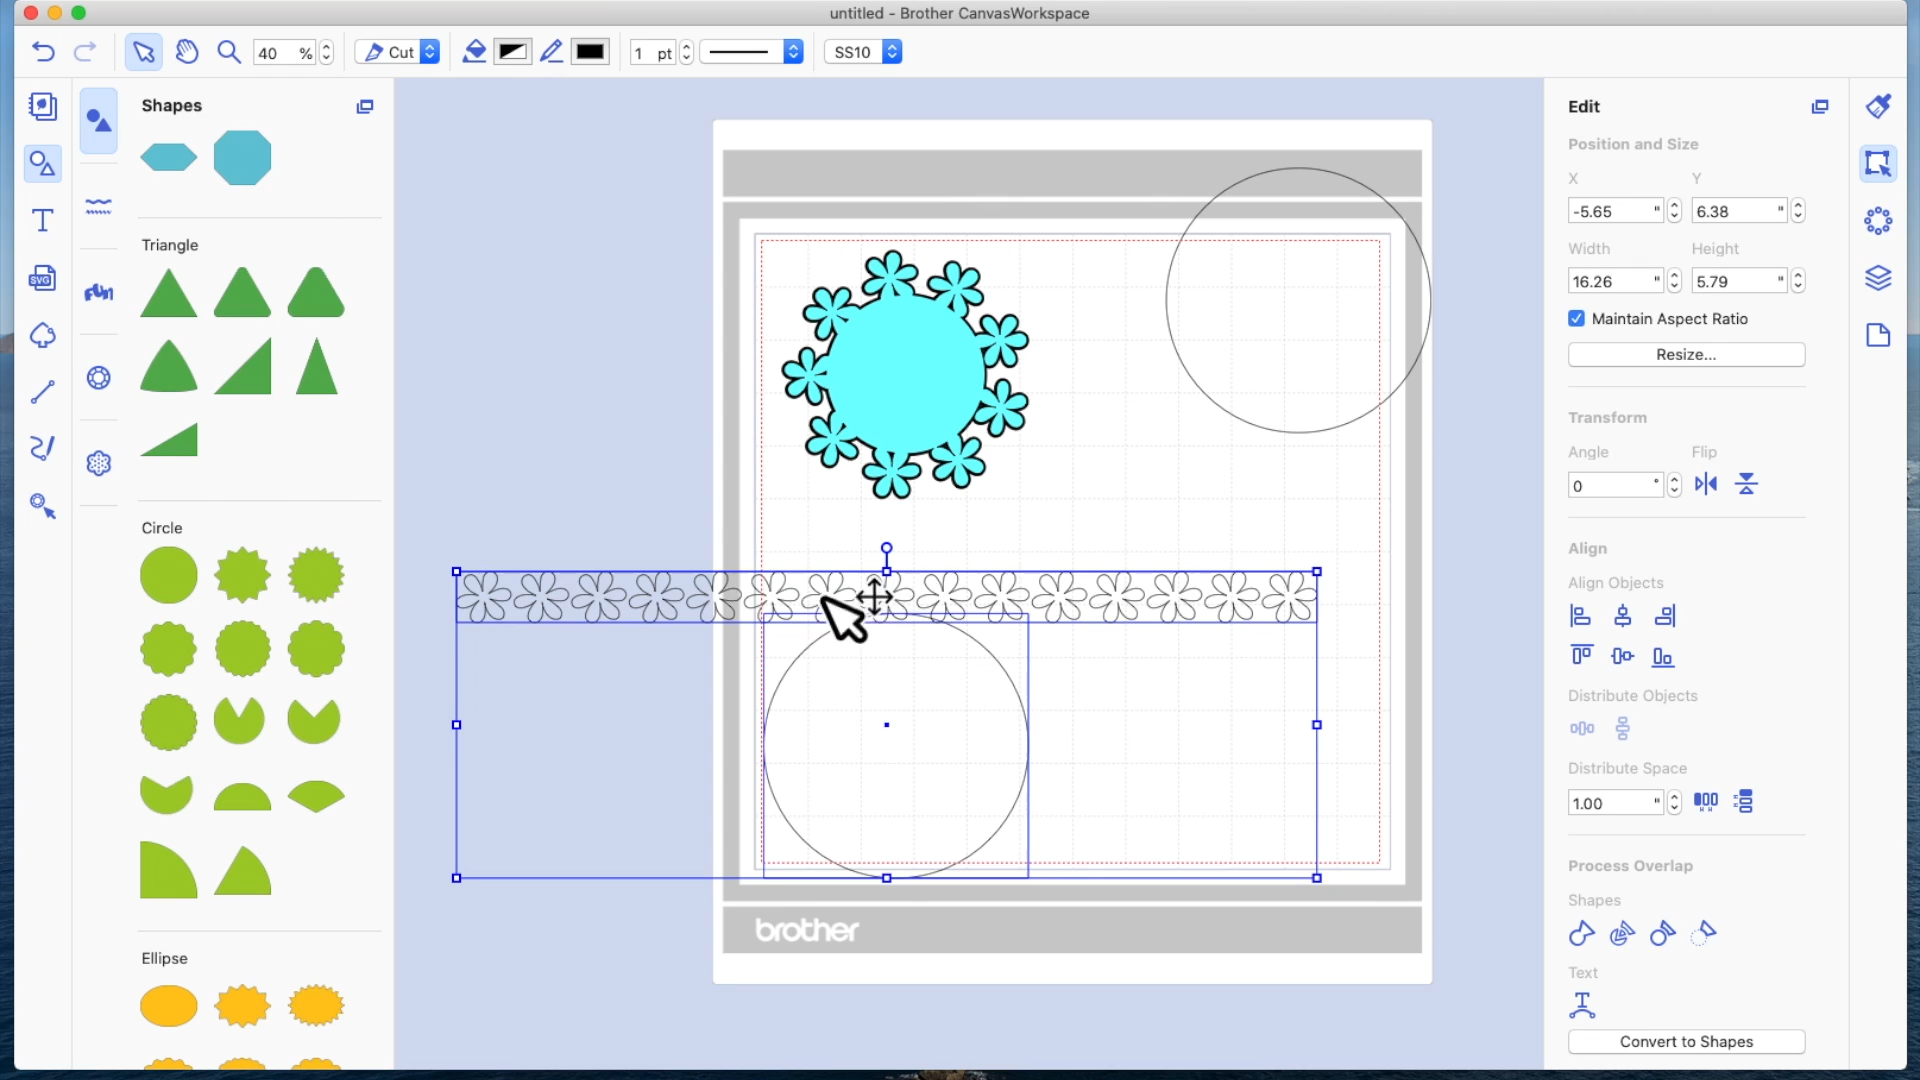 untitled - Brother CanvasWorkspace
40 %
Cut
1 pt
SS10
Shapes
Triangle
Circle
Ellipse
T
SVG
Fun
brother
Edit
Position and Size
X
Y
-5.65 "
6.38 "
Width
Height
16.26 "
5.79 "
Maintain Aspect Ratio
Resize...
Transform
Angle
Flip
0 °
Align
Align Objects
Distribute Objects
Distribute Space
1.00 "
Process Overlap
Shapes
Text
Convert to Shapes